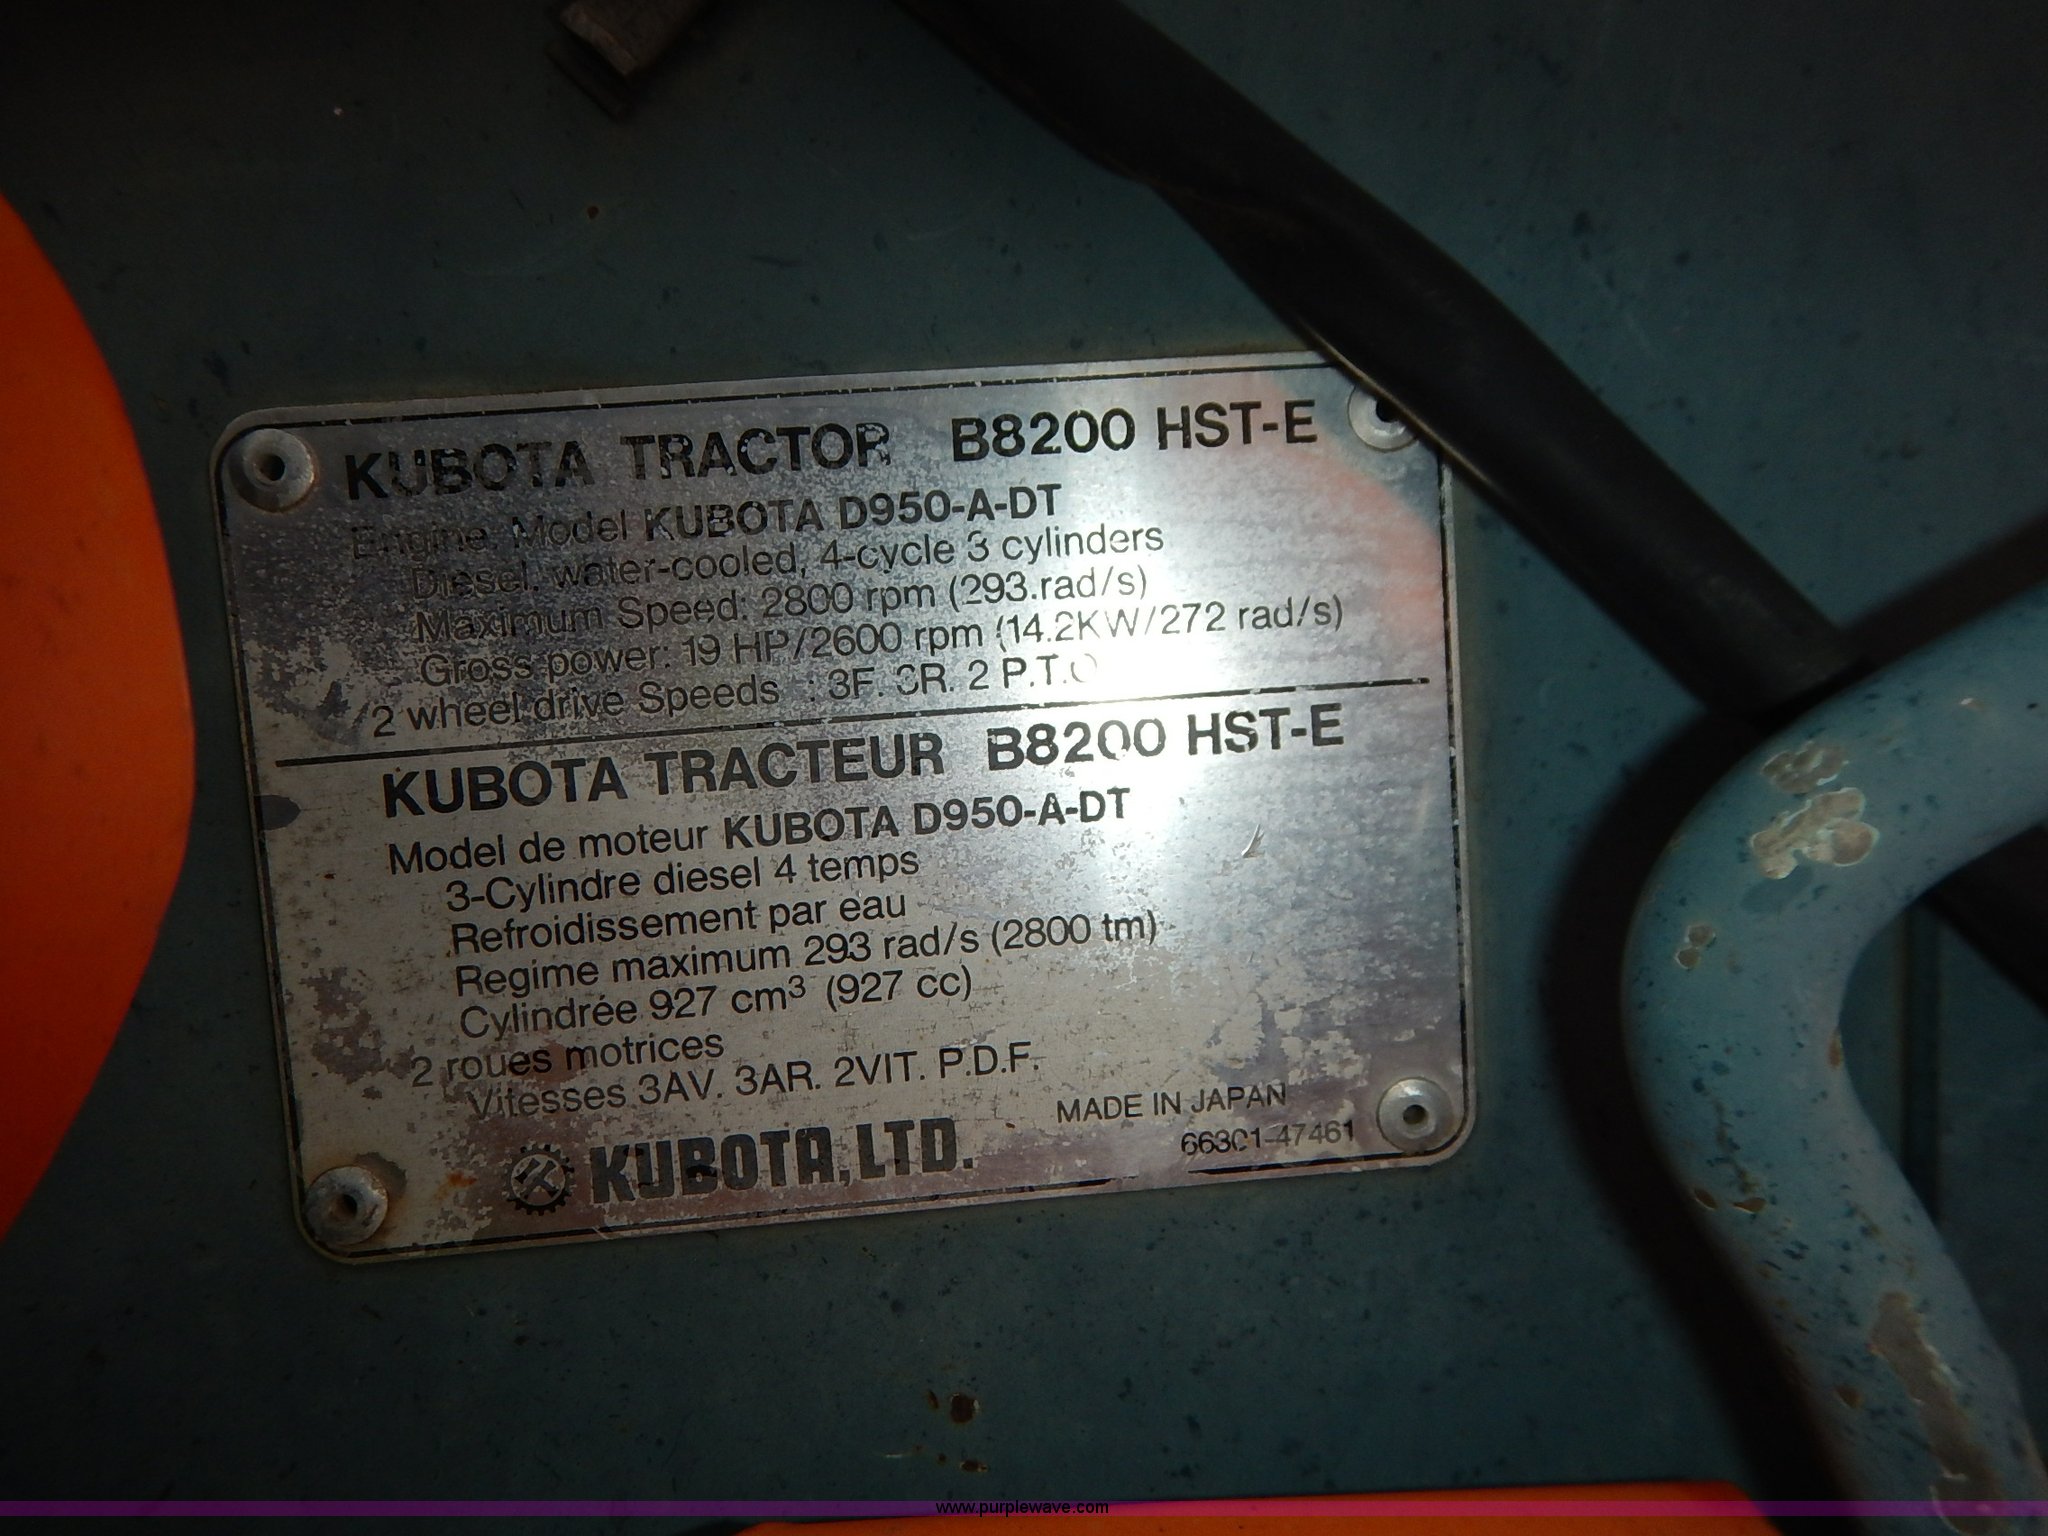 KUBOTA TRACTOR B8200 HST-E
Engine: Model KUBOTA D950-A-DT
Diesel, water-cooled, 4-cycle 3 cylinders
Maximum Speed: 2800 rpm (293.rad/s)
Gross power: 19 HP/2600 rpm (14.2KW/272 rad/s)
2 wheel drive Speeds : 3F. 3R. 2 P.T.O
KUBOTA TRACTEUR B8200 HST-E
Model de moteur KUBOTA D950-A-DT
3-Cylindre diesel 4 temps
Refroidissement par eau
Regime maximum 293 rad/s (2800 tm)
Cylindrée 927 cm³ (927 cc)
2 roues motrices
Vitesses 3AV. 3AR. 2VIT. P.D.F.
MADE IN JAPAN
66301-47461
KUBOTA, LTD.
www.purplewave.com